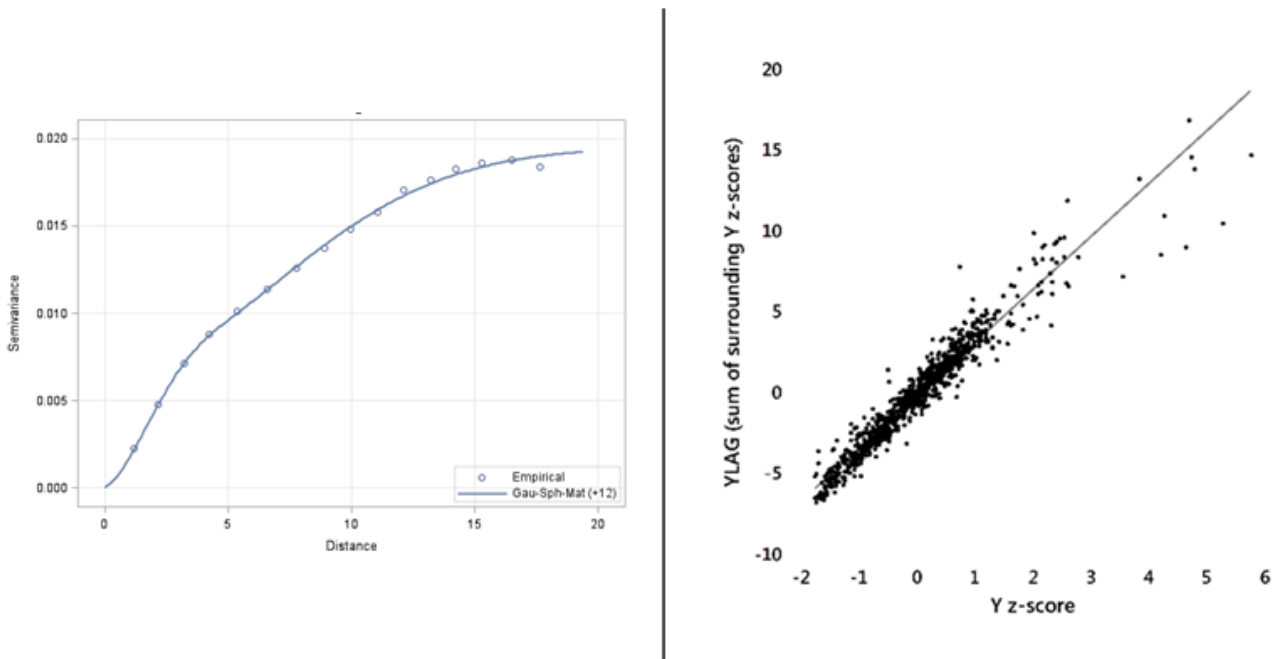 0.020
0.015
0.010
0.005
0.000
Semivariance
0 5 10 15 20
Distance
Empirical
Gau-Sph-Mat (+12)
20
15
10
5
0
-5
-10
YLAG (sum of surrounding Y z-scores)
-2 -1 0 1 2 3 4 5 6
Y z-score